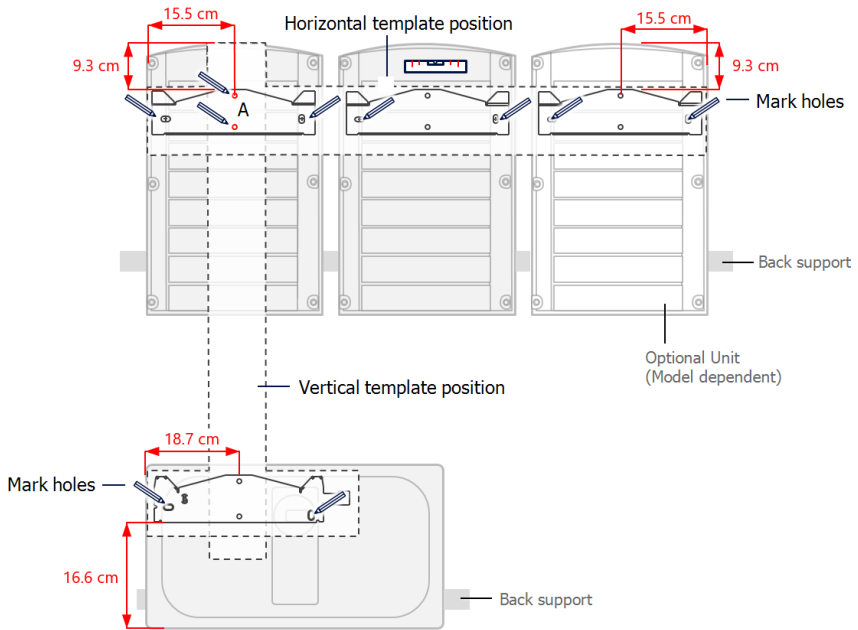 15.5 cm
Horizontal template position
15.5 cm
9.3 cm
9.3 cm
A
Mark holes
Back support
Optional Unit
(Model dependent)
Vertical template position
18.7 cm
Mark holes
16.6 cm
Back support